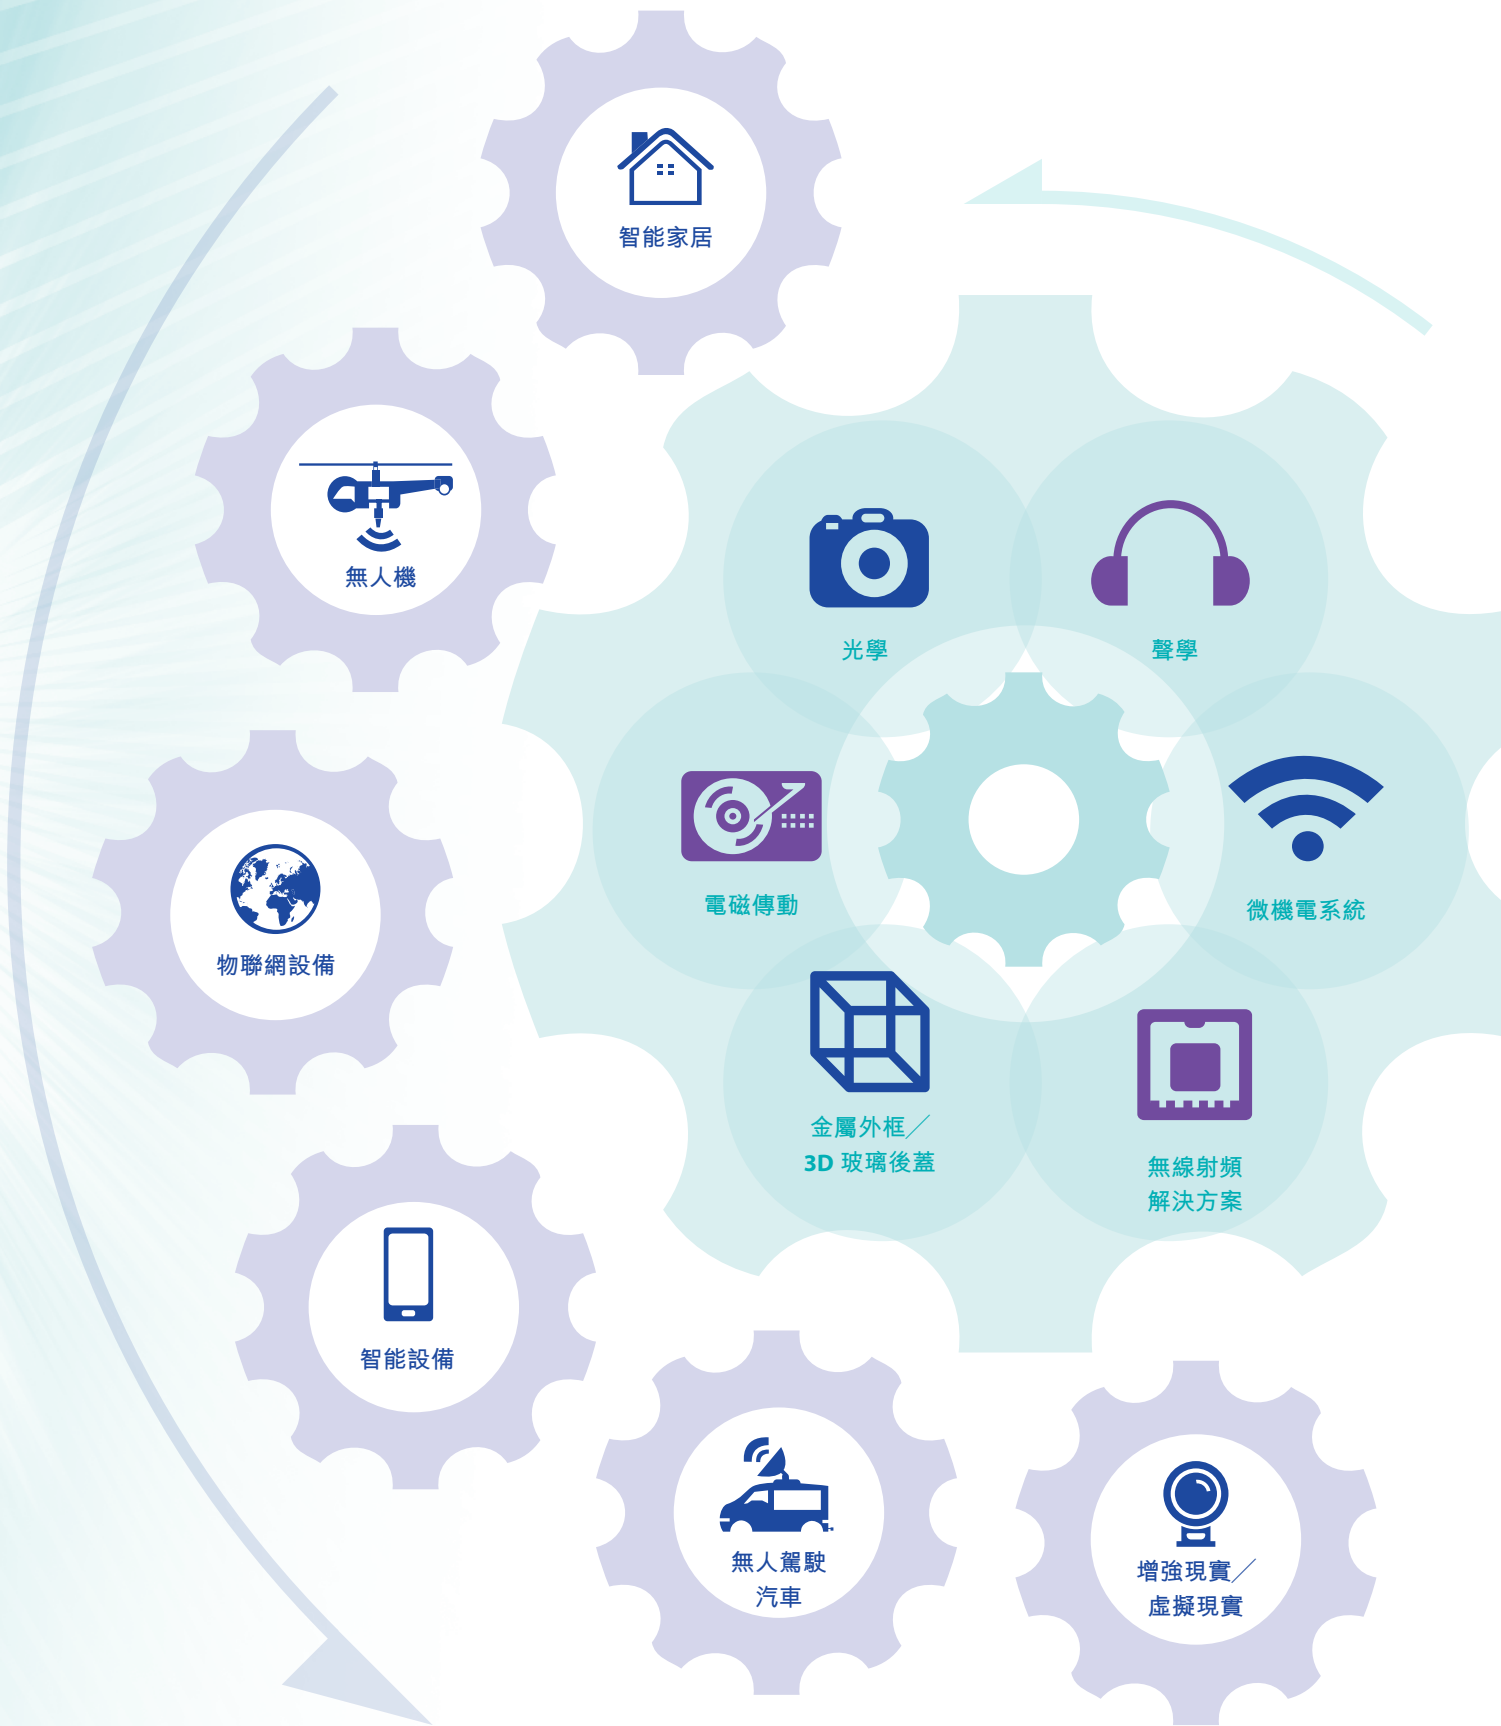 智能家居
無人機
光學
聲學
電磁傳動
微機電系統
物聯網設備
金屬外框／
3D 玻璃後蓋
無線射頻
解決方案
智能設備
無人駕駛
汽車
增強現實／
虛擬現實